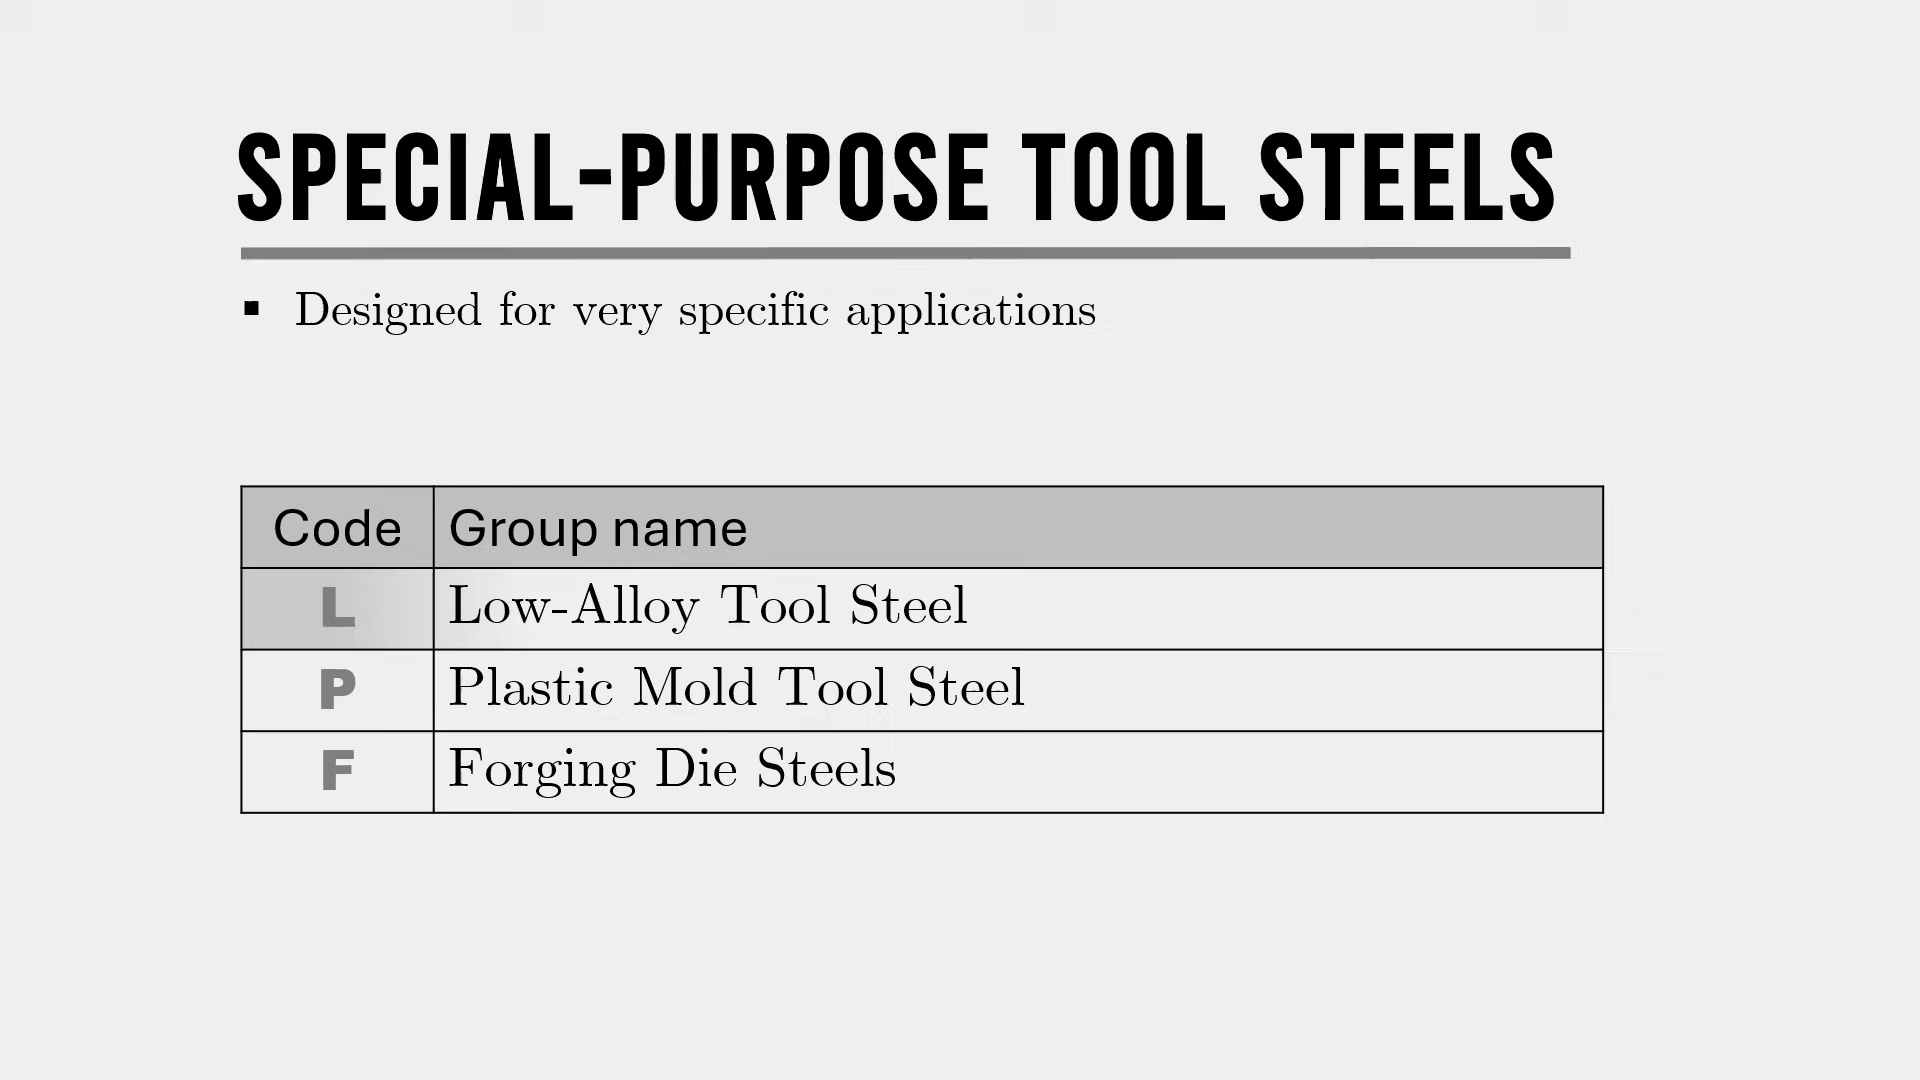 SPECIAL-PURPOSE TOOL STEELS
▪ Designed for very specific applications
Code Group name
L Low-Alloy Tool Steel
P Plastic Mold Tool Steel
F Forging Die Steels